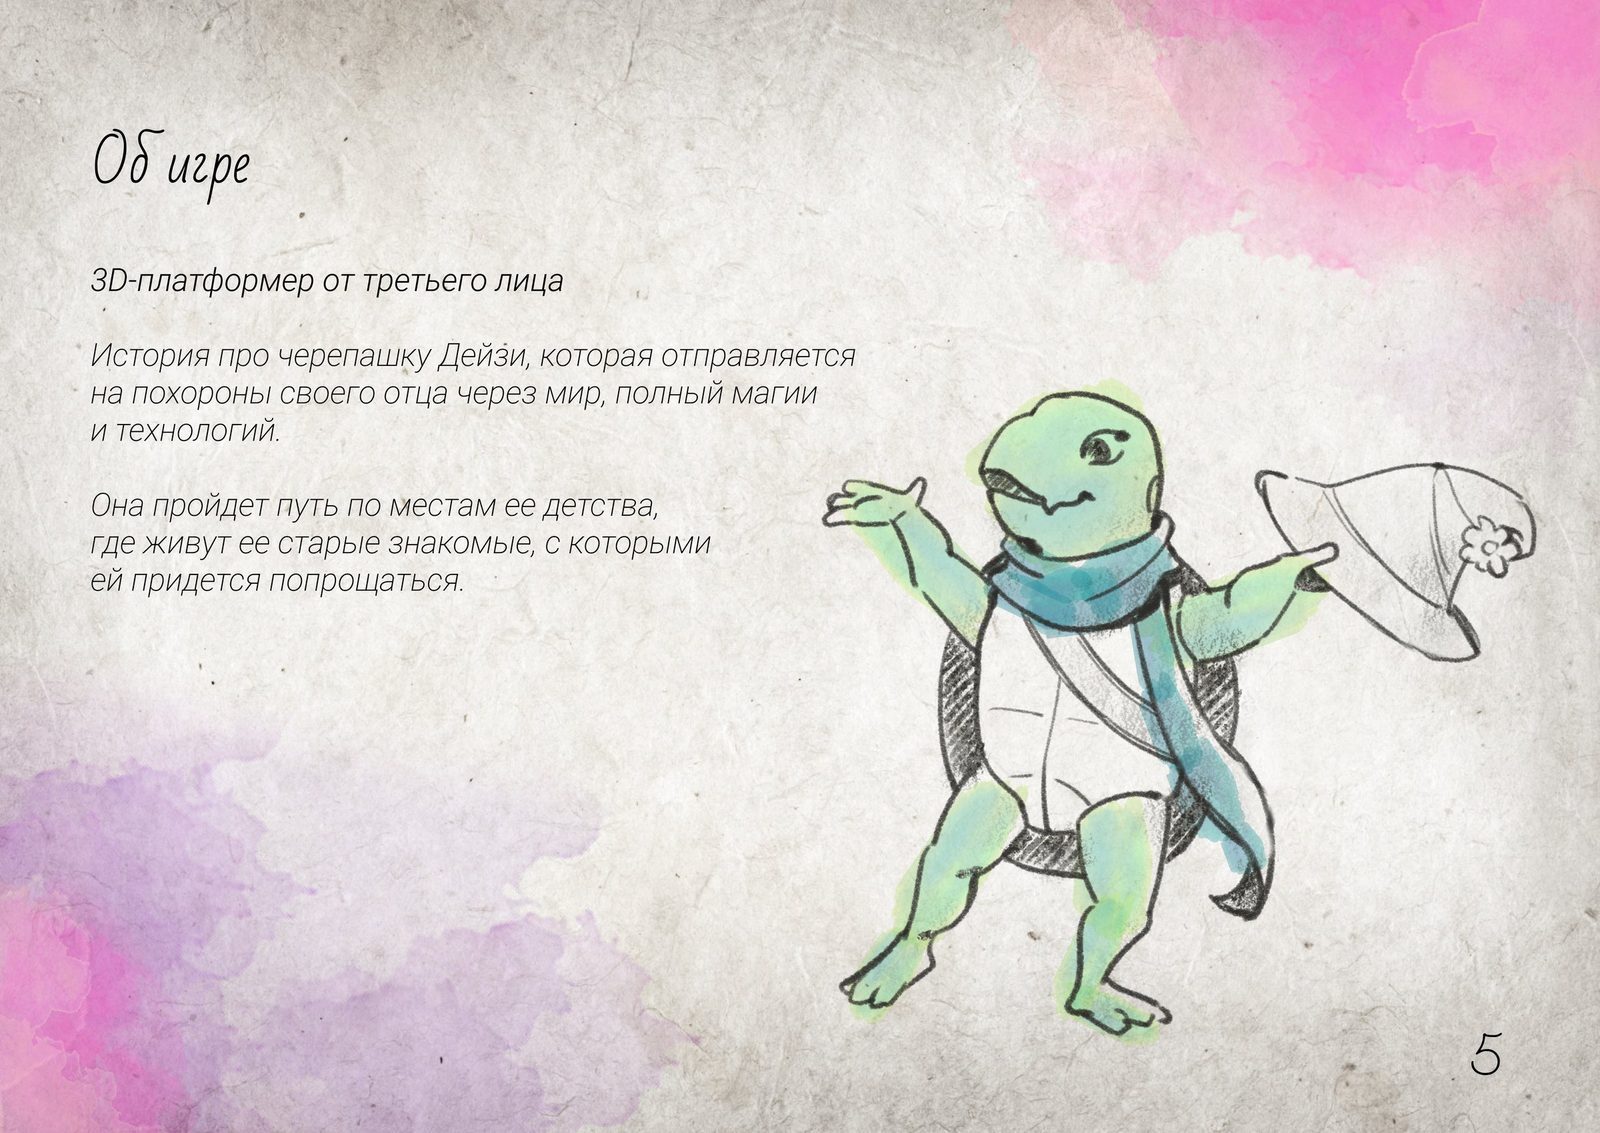 Об игре
3D-платформер от третьего лица
История про черепашку Дейзи, которая отправляется
на похороны своего отца через мир, полный магии
и технологий.
Она пройдет путь по местам ее детства,
где живут ее старые знакомые, с которыми
ей придется попрощаться.
5